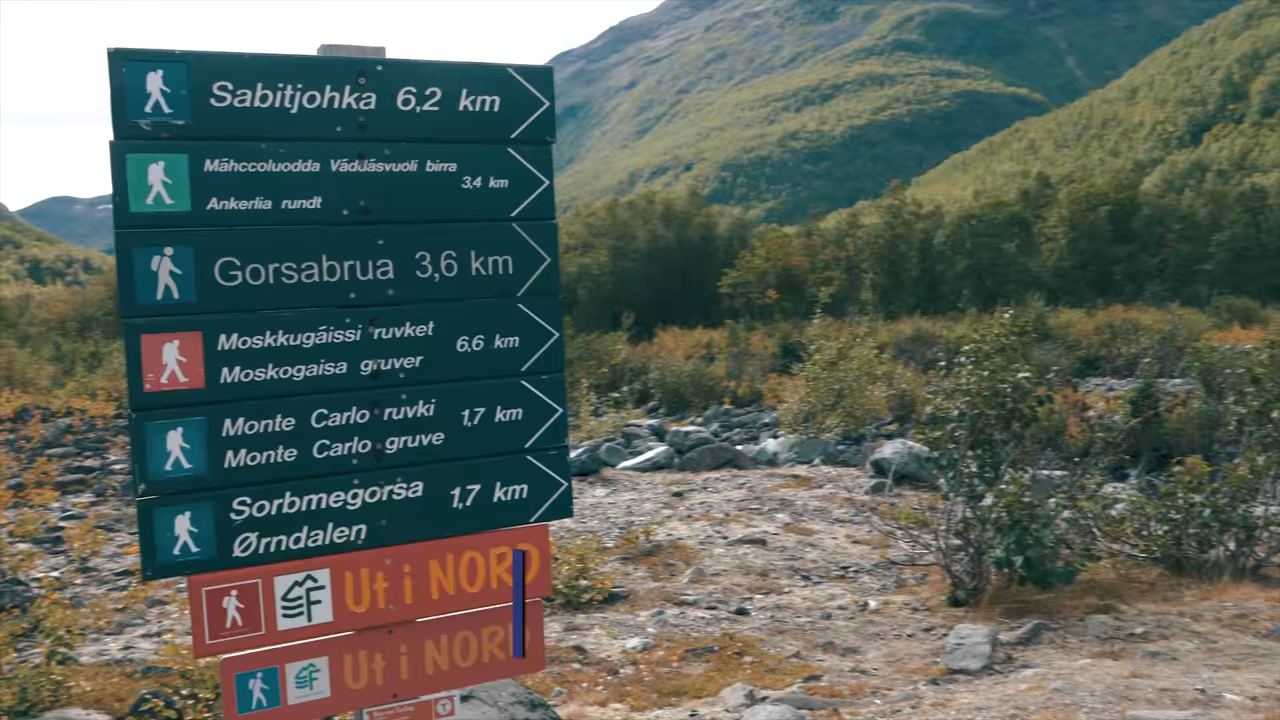 Sabitjohka 6,2 km
Máhccoluodda Váddásvuoli birra
3,4 km
Ankerlia rundt
Gorsabrua 3,6 km
Moskkugáissi ruvket
6,6 km
Moskogaisa gruver
Monte Carlo ruvki
1,7 km
Monte Carlo gruve
Sorbmegorsa
1,7 km
Ørndalen
F Ut i NORD
F Ut i NORD
T